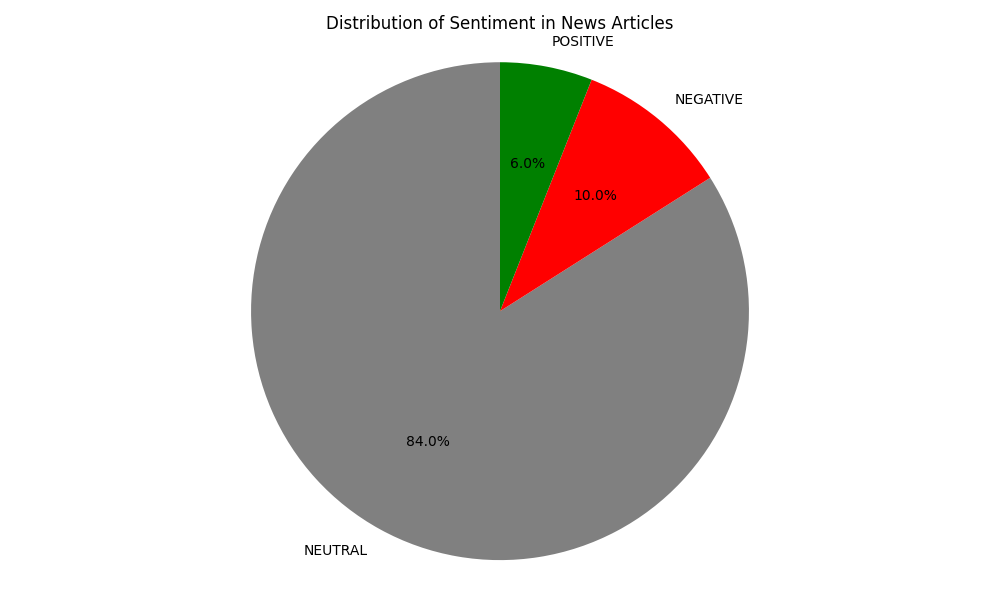 Distribution of Sentiment in News Articles
POSITIVE
NEGATIVE
6.0%
10.0%
84.0%
NEUTRAL